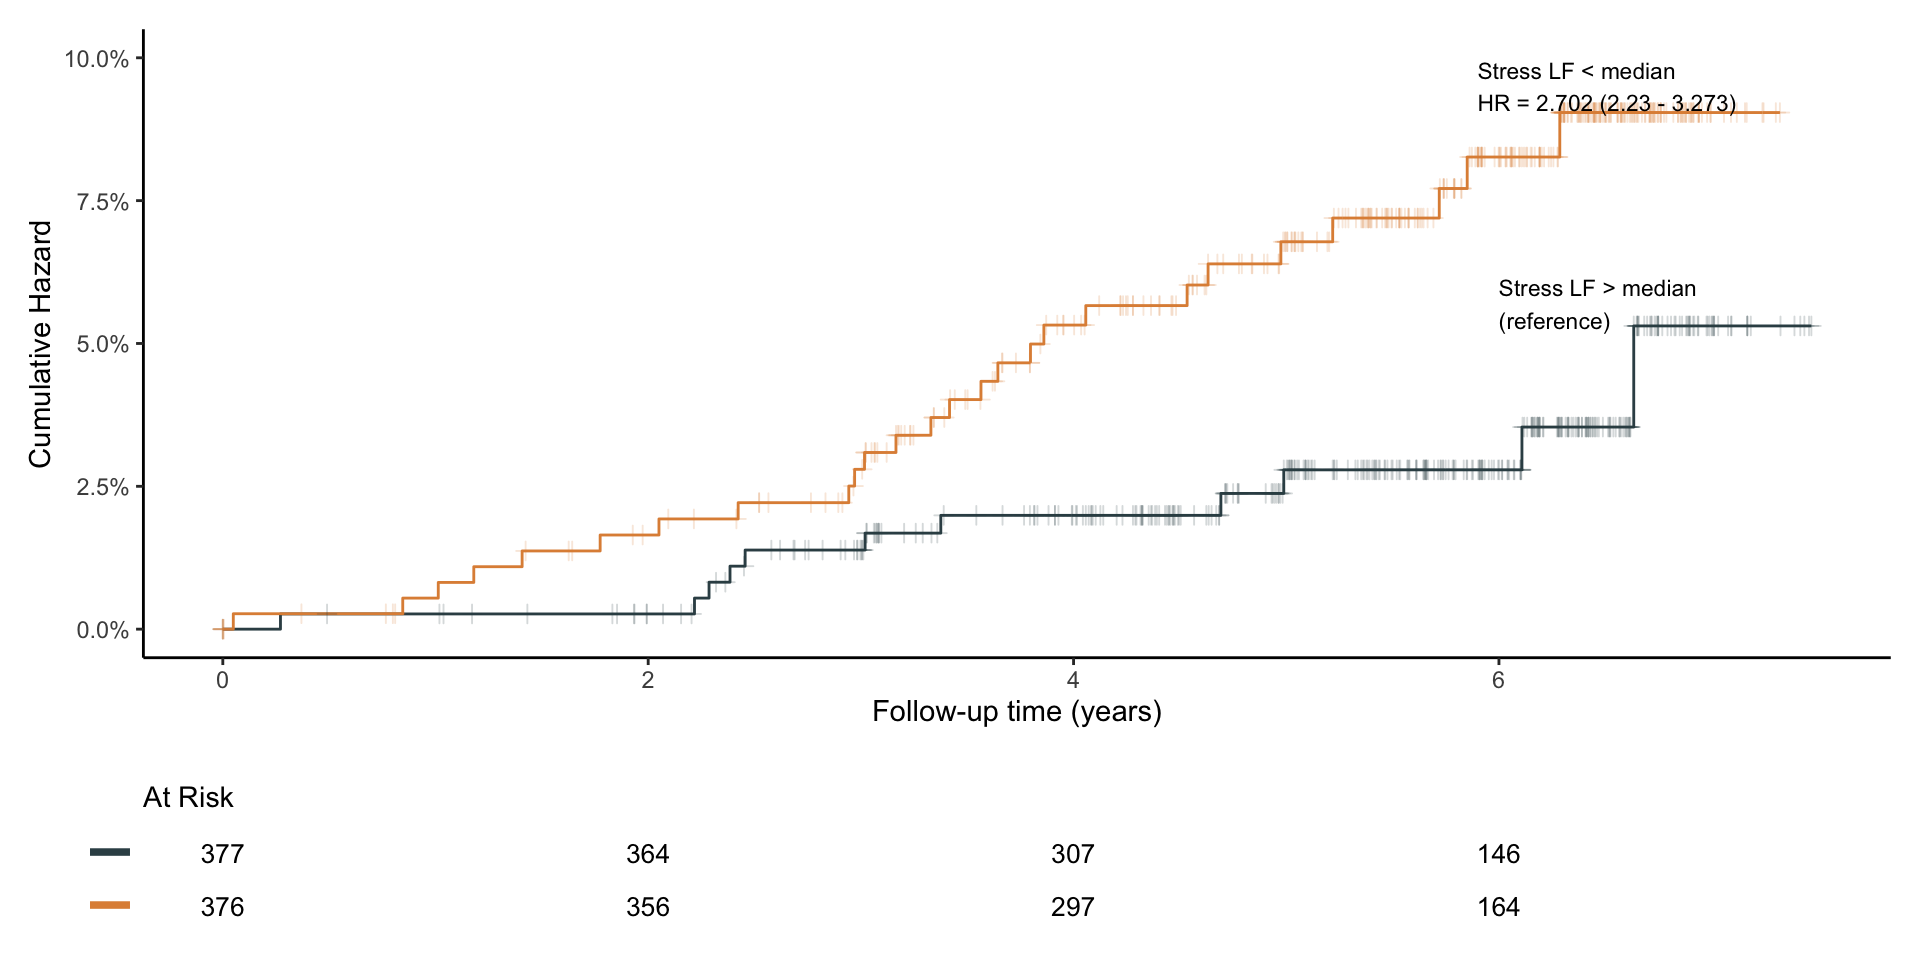 10.0%
7.5%
5.0%
2.5%
0.0%
Cumulative Hazard
Stress LF < median
HR = 2.702 (2.23 - 3.273)
Stress LF > median
(reference)
0 2 4 6
Follow-up time (years)
At Risk
377 364 307 146
376 356 297 164